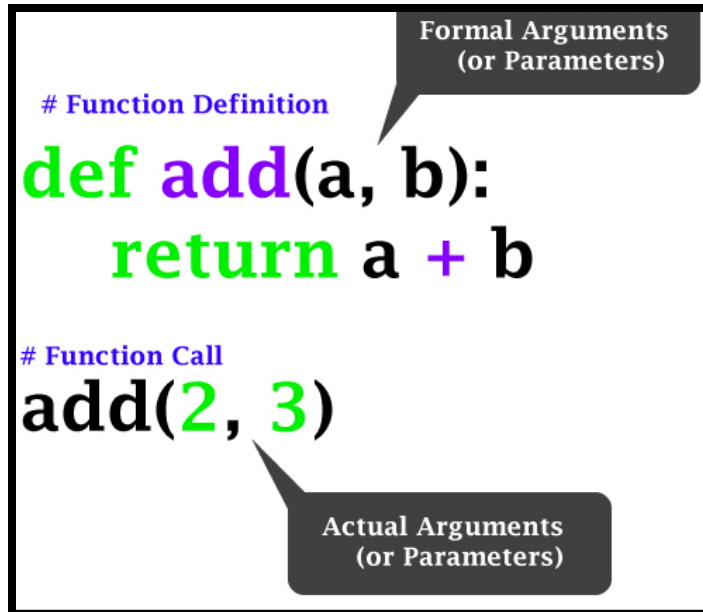 Formal Arguments
(or Parameters)
# Function Definition
def add(a, b):
return a + b
# Function Call
add(2, 3)
Actual Arguments
(or Parameters)